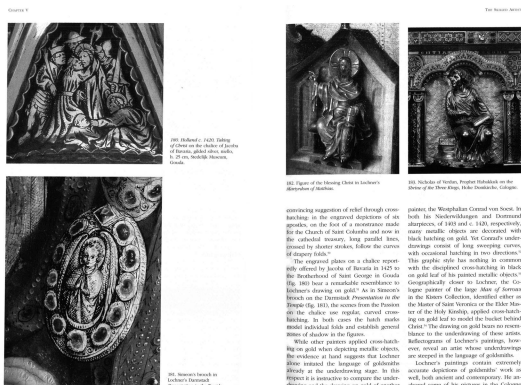 CHAPTER V
180. Holland c. 1420. Taking
of Christ on the chalice of Jacoba
of Bavaria, gilded silver, niello,
h. 25 cm, Stedelijk Museum,
Gouda.
181. Simeon's brooch in
Lochner's Darmstadt
THE SKILLED ARTIST
182. Figure of the blessing Christ in Lochner's
Martyrdom of Matthias.
183. Nicholas of Verdun, Prophet Habakkuk on the
Shrine of the Three Kings, Hohe Domkirche, Cologne.
convincing suggestion of relief through cross-
hatching: in the engraved depictions of six
apostles, on the foot of a monstrance made
for the Church of Saint Columba and now in
the cathedral treasury, long parallel lines,
crossed by shorter strokes, follow the curves
of drapery folds.
The engraved plates on a chalice report-
edly offered by Jacoba of Bavaria in 1425 to
the Brotherhood of Saint George in Gouda
(fig. 180) bear a remarkable resemblance to
Lochner's drawing on gold. As in Simeon's
brooch on the Darmstadt Presentation in the
Temple (fig. 181), the scenes from the Passion
on the chalice use regular, curved cross-
hatching. In both cases the hatch marks
model individual folds and establish general
zones of shadow in the figures.
While other painters applied cross-hatch-
ing on gold when depicting metallic objects,
the evidence at hand suggests that Lochner
alone imitated the language of goldsmiths
already at the underdrawing stage. In this
respect it is instructive to compare the under-
painter, the Westphalian Conrad von Soest. In
both his Niederwildungen and Dortmund
altarpieces, of 1403 and c. 1420, respectively,
many metallic objects are decorated with
black hatching on gold. Yet Conrad's under-
drawings consist of long sweeping curves,
with occasional hatching in two directions.
This graphic style has nothing in common
with the disciplined cross-hatching in black
on gold leaf of his painted metallic objects.
Geographically closer to Lochner, the Co-
logne painter of the large Man of Sorrows
in the Kisters Collection, identified either as
the Master of Saint Veronica or the Elder Mas-
ter of the Holy Kinship, applied cross-hatch-
ing on gold leaf to model the bucket behind
Christ. The drawing on gold bears no resem-
blance to the underdrawing of these artists.
Reflectograms of Lochner's paintings, how-
ever, reveal an artist whose underdrawings
are steeped in the language of goldsmiths.
Lochner's paintings contain extremely
accurate depictions of goldsmiths' work as
well, both ancient and contemporary. He